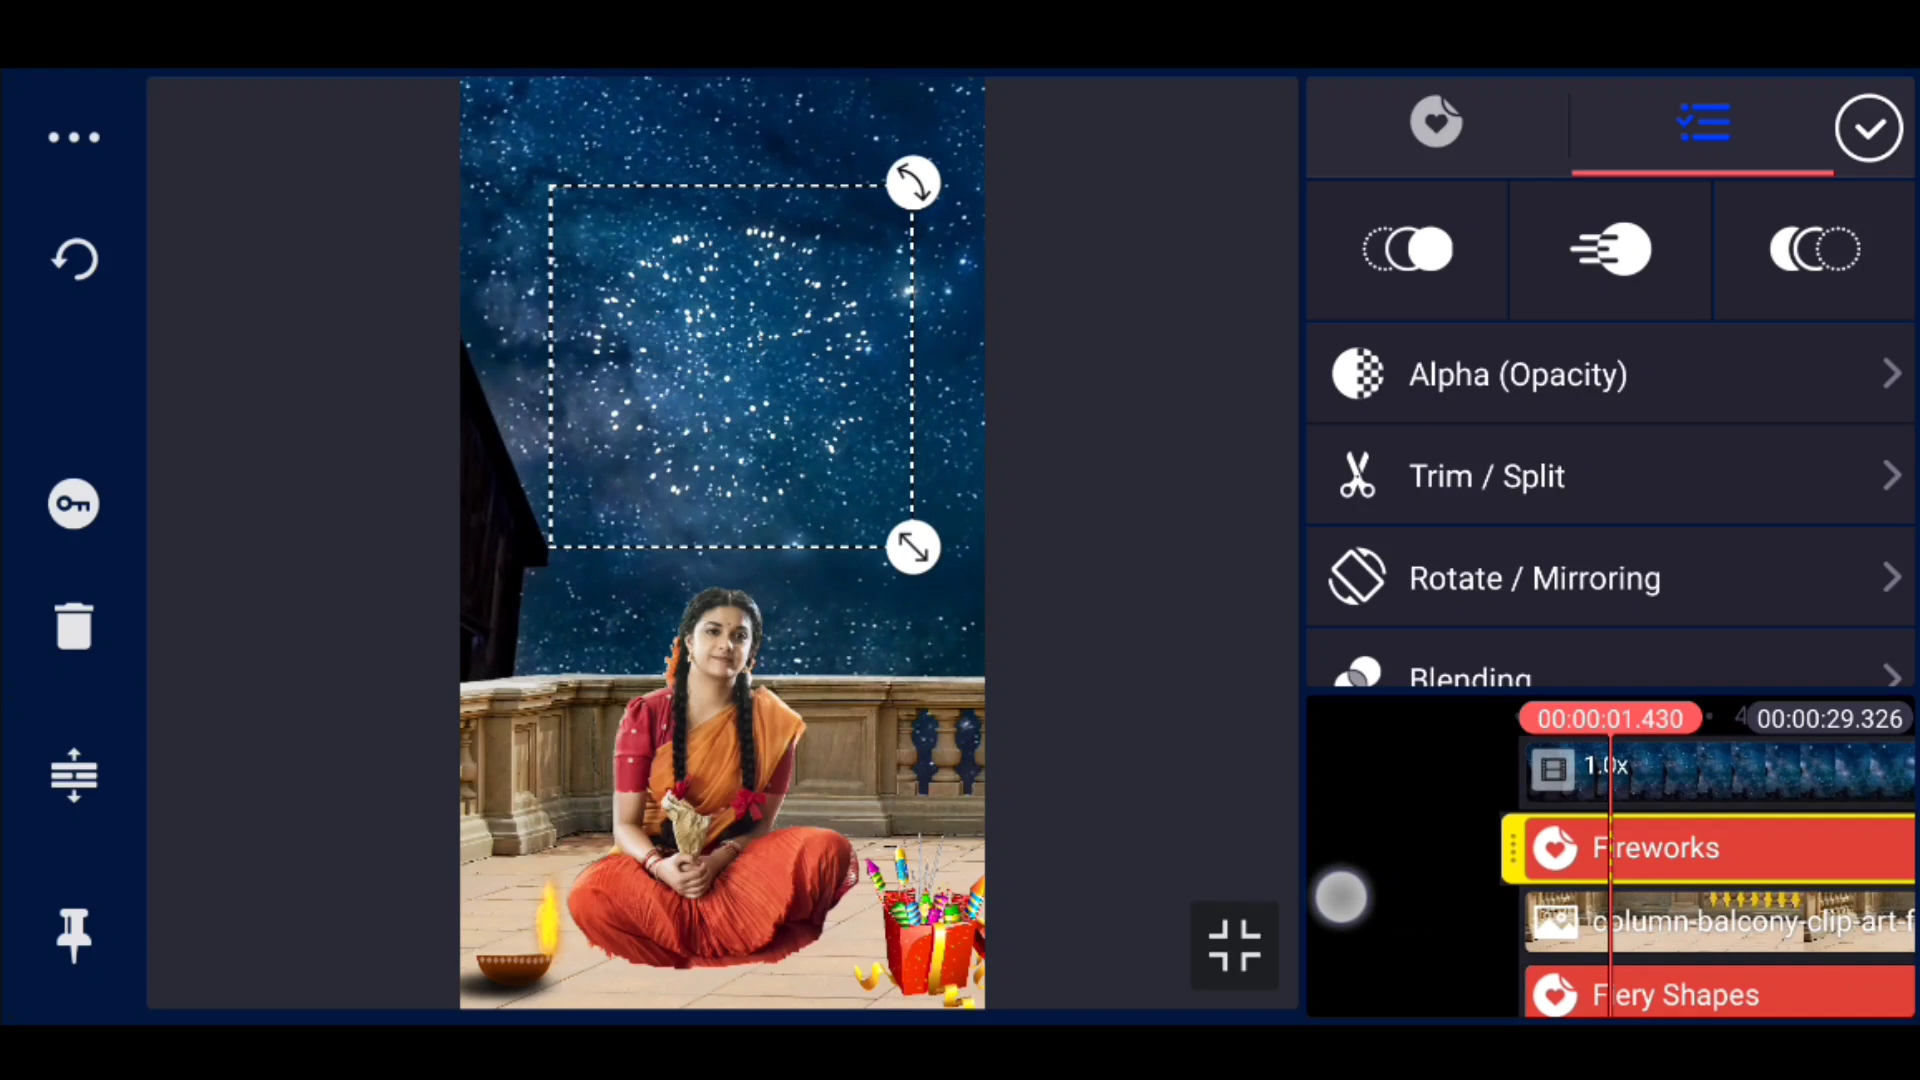 Alpha (Opacity)
Trim / Split
Rotate / Mirroring
Blending
00:00:01.430
4
00:00:29.326
1.0x
Fireworks
column-balcony-clip-art-f
Fiery Shapes